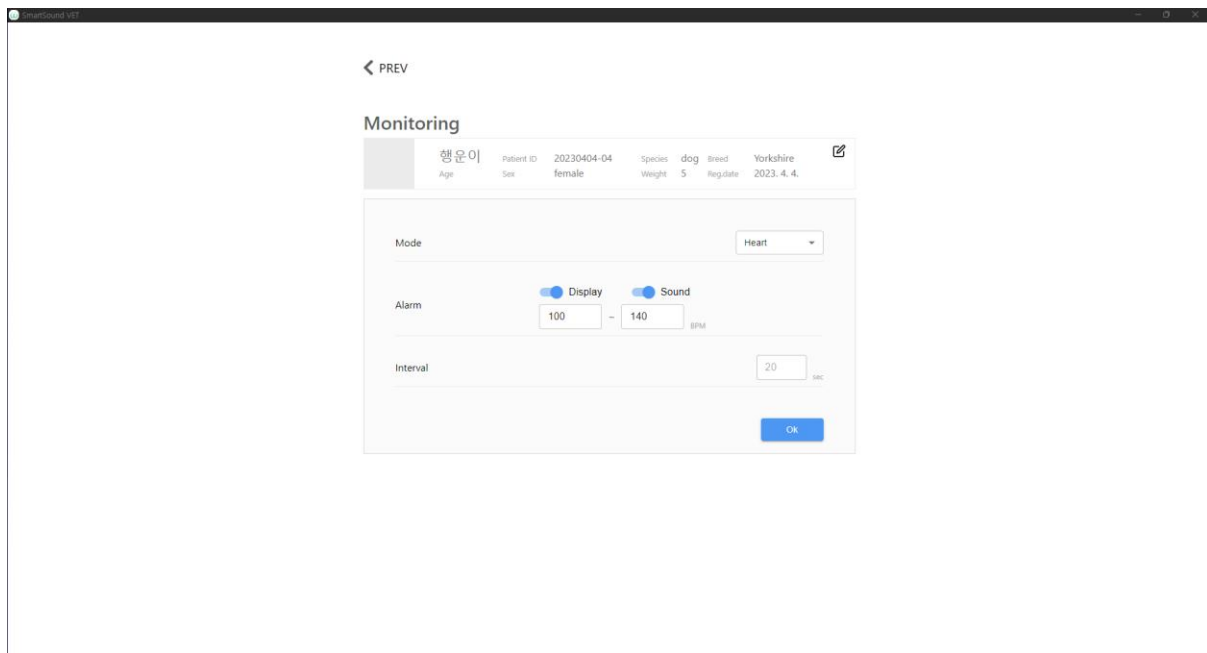 SmartSound VET
PREV
Monitoring
행운이 Patient ID 20230404-04 Species dog Breed Yorkshire
Age Sex female Weight 5 Reg.date 2023. 4. 4.
Mode Heart
Display Sound
Alarm 100 – 140 BPM
Interval 20 sec
Ok